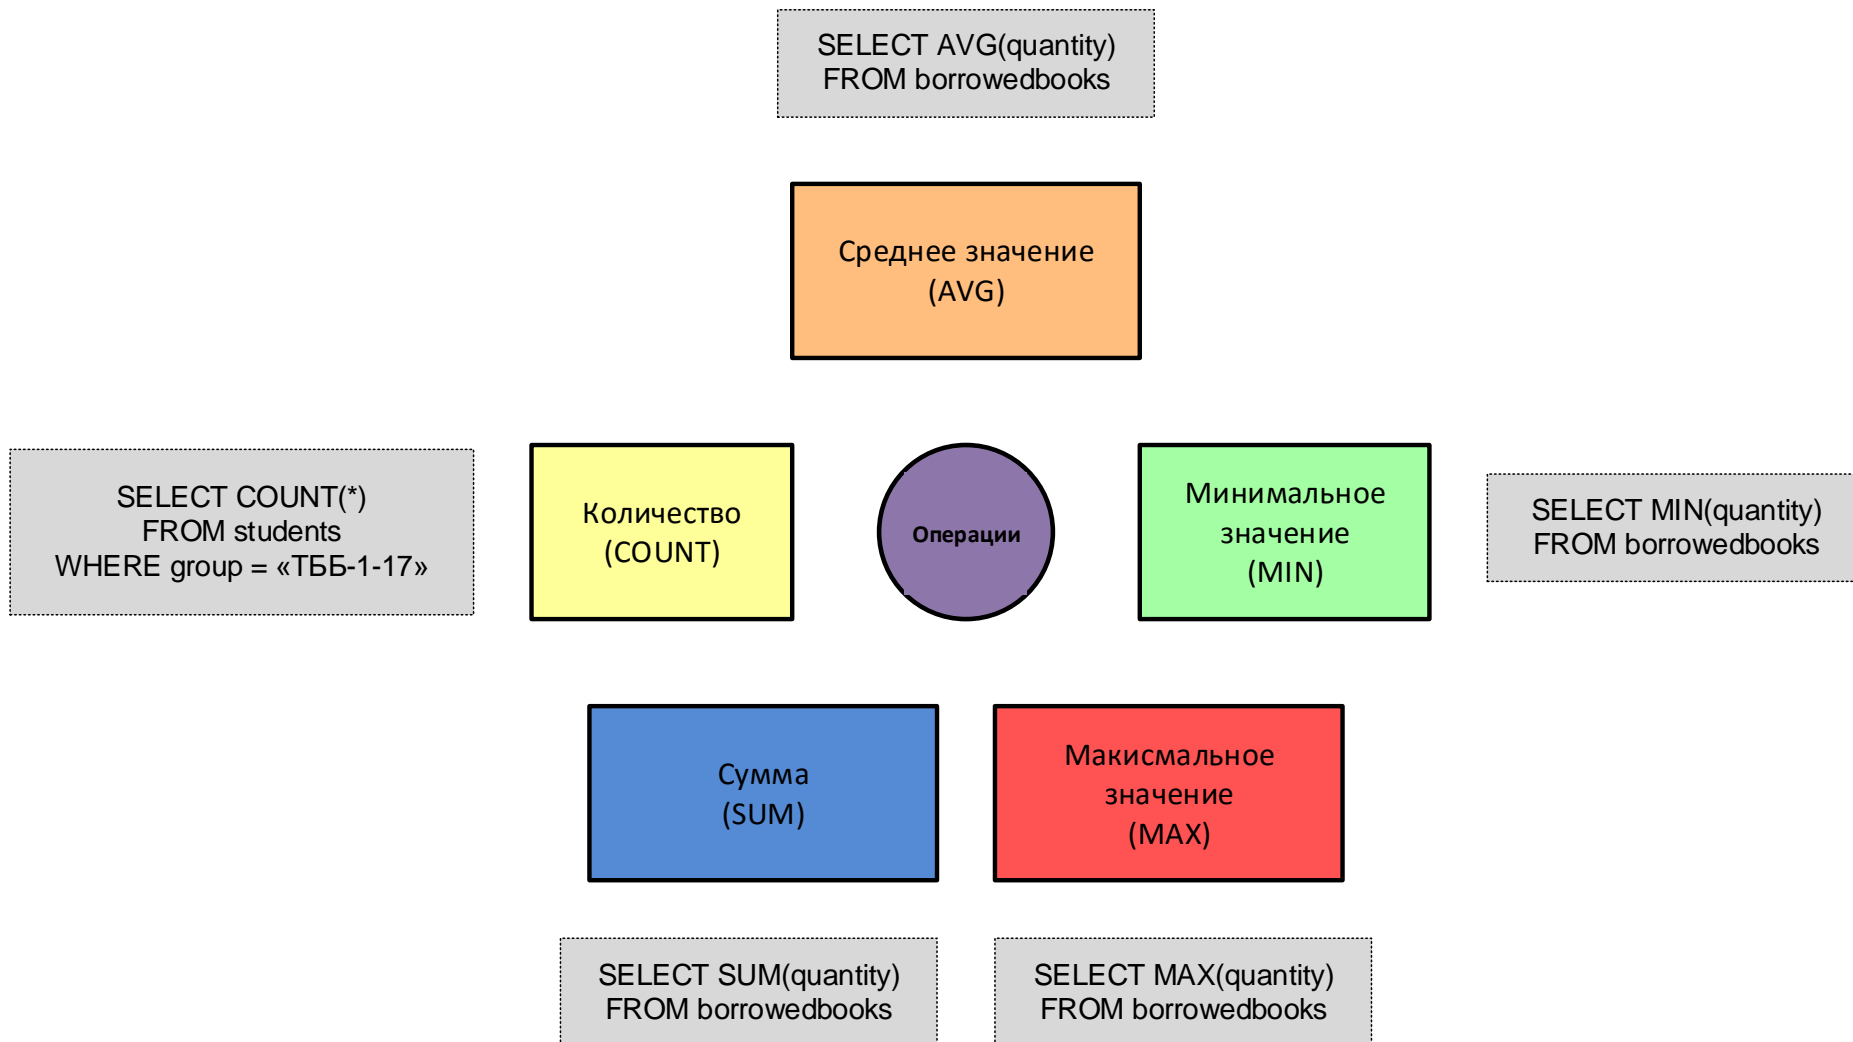 SELECT AVG(quantity)
FROM borrowedbooks
Среднее значение
(AVG)
SELECT COUNT(*)
FROM students
WHERE group = «ТББ-1-17»
Количество
(COUNT)
Операции
Минимальное
значение
(MIN)
SELECT MIN(quantity)
FROM borrowedbooks
Сумма
(SUM)
Макисмальное
значение
(MAX)
SELECT SUM(quantity)
FROM borrowedbooks
SELECT MAX(quantity)
FROM borrowedbooks